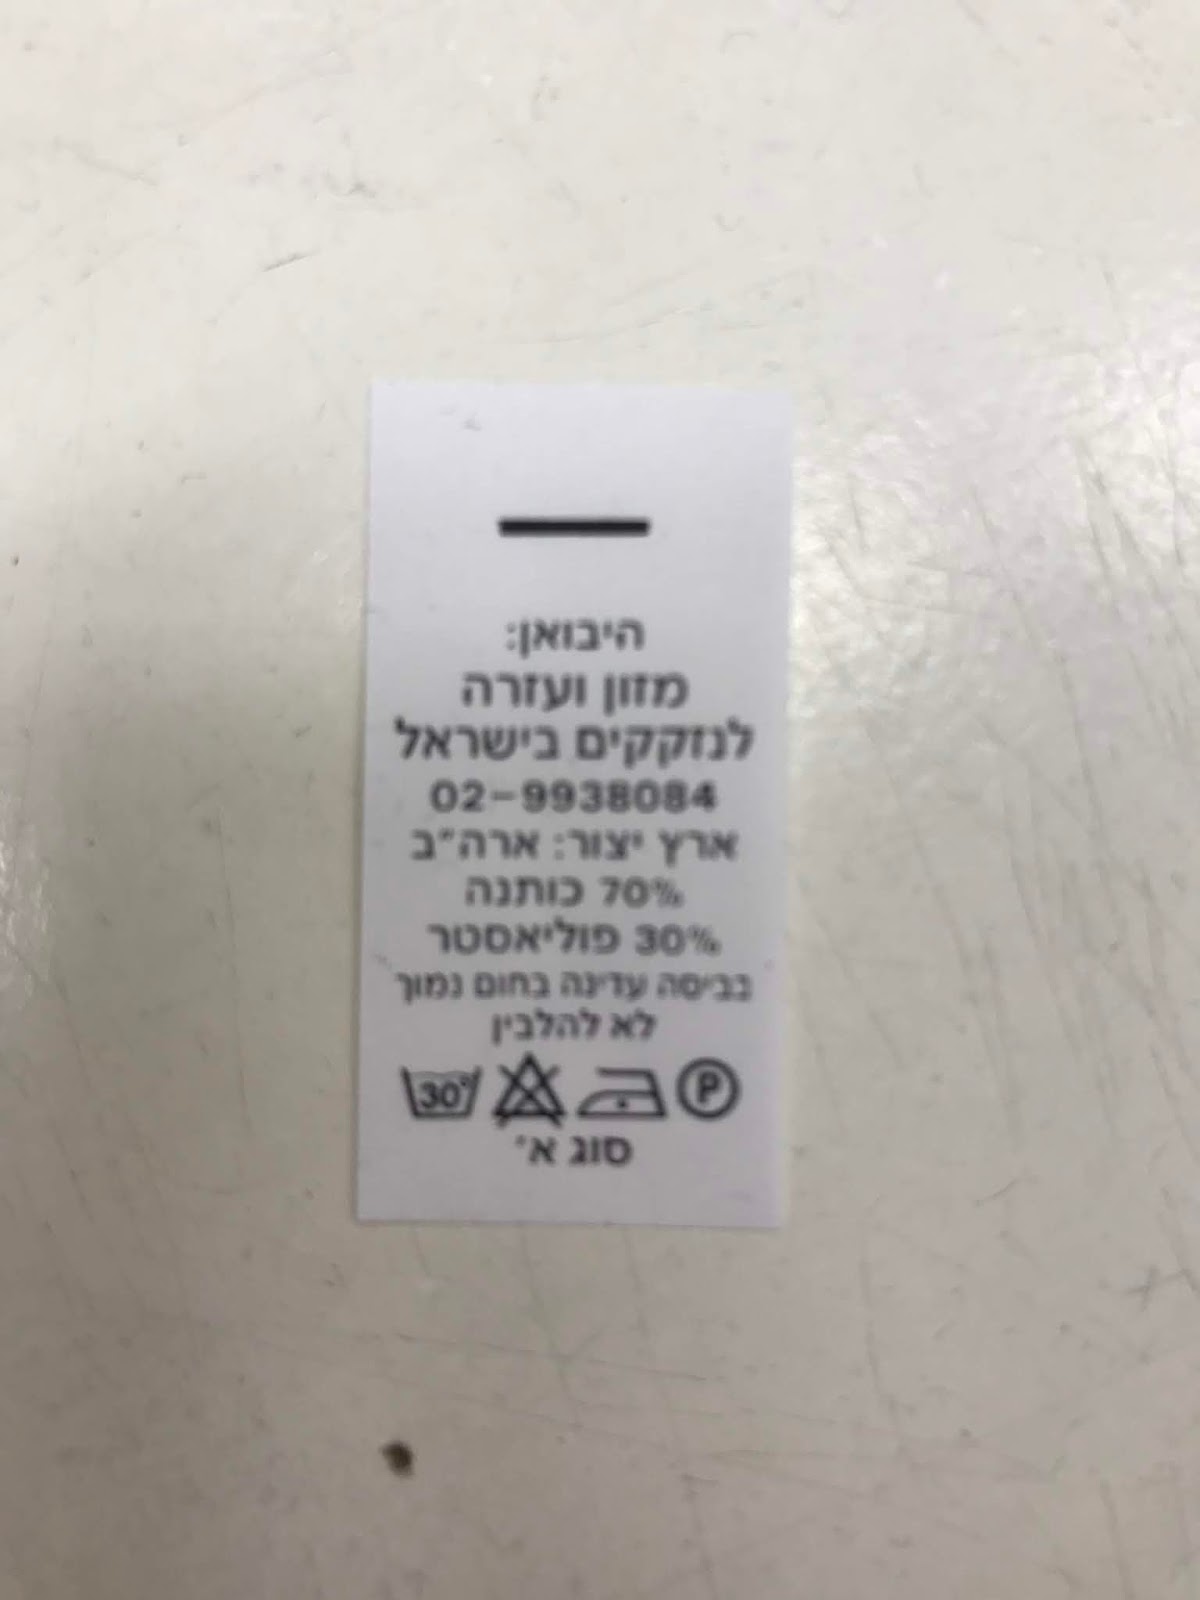 היבואן:
מזון ועזרה
לנזקקים בישראל
02-9938084
ארץ יצור: ארה"ב
70% כותנה
30% פוליאסטר
כביסה עדינה בחום נמוך
לא להלבין
30° P
סוג א'